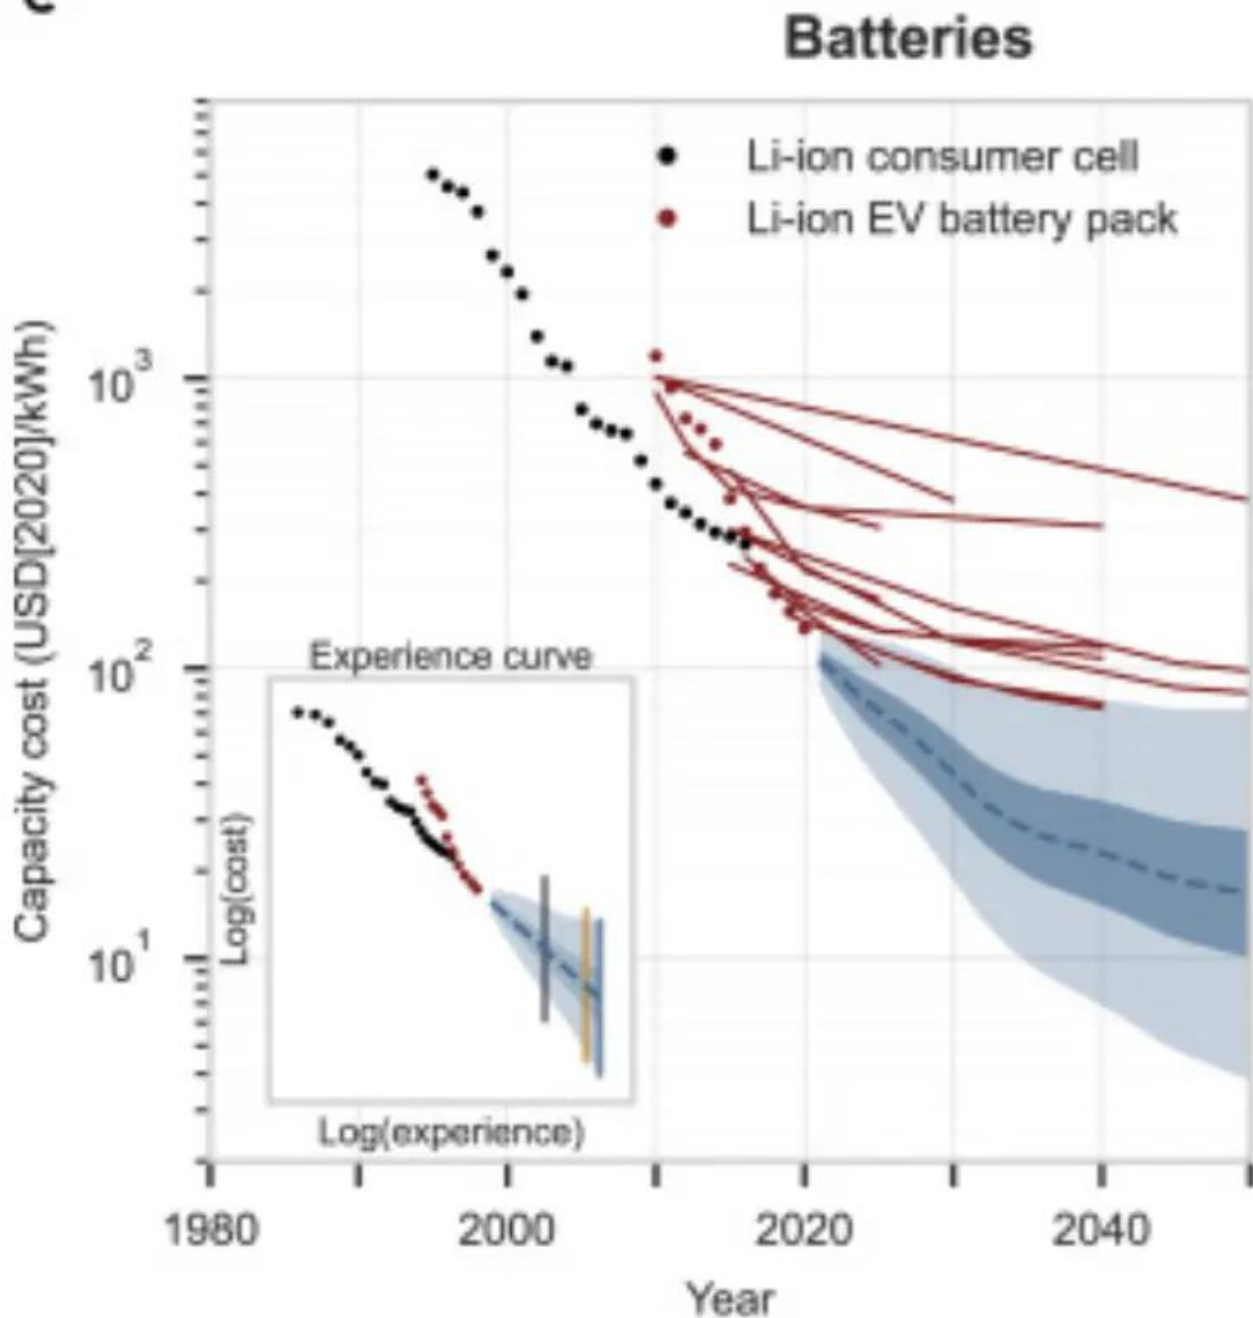 Batteries
Li-ion consumer cell
Li-ion EV battery pack
Capacity cost (USD[2020]/kWh)
10³
10²
10¹
Experience curve
Log(cost)
Log(experience)
1980 2000 2020 2040
Year